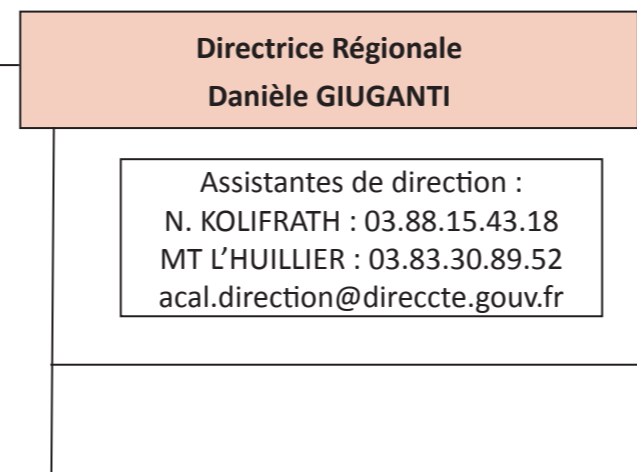 Directrice Régionale
Danièle GIUGANTI
Assistantes de direction :
N. KOLIFRATH : 03.88.15.43.18
MT L’HUILLIER : 03.83.30.89.52
acal.direction@direccte.gouv.fr